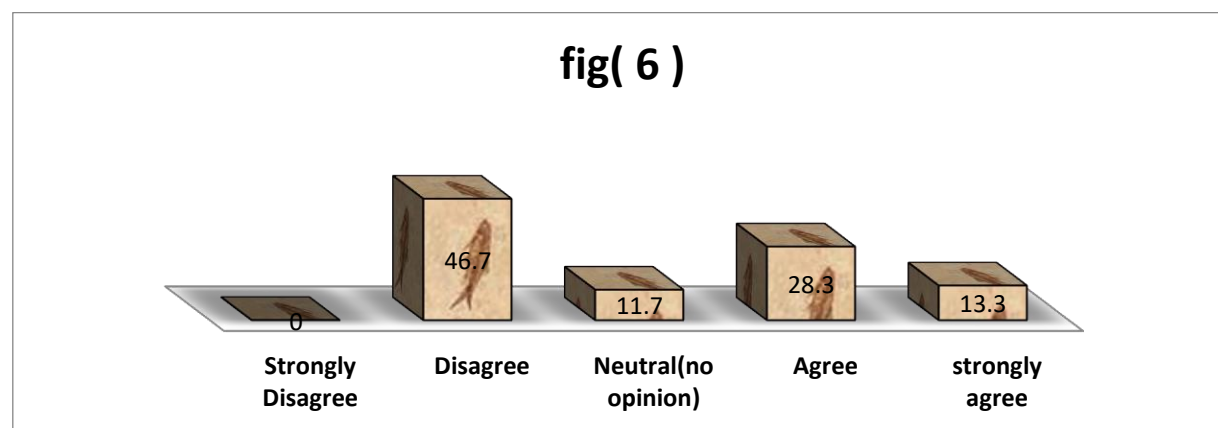 fig( 6 )
46.7
28.3
11.7
13.3
0
Strongly
Disagree
Disagree
Neutral(no
opinion)
Agree
strongly
agree